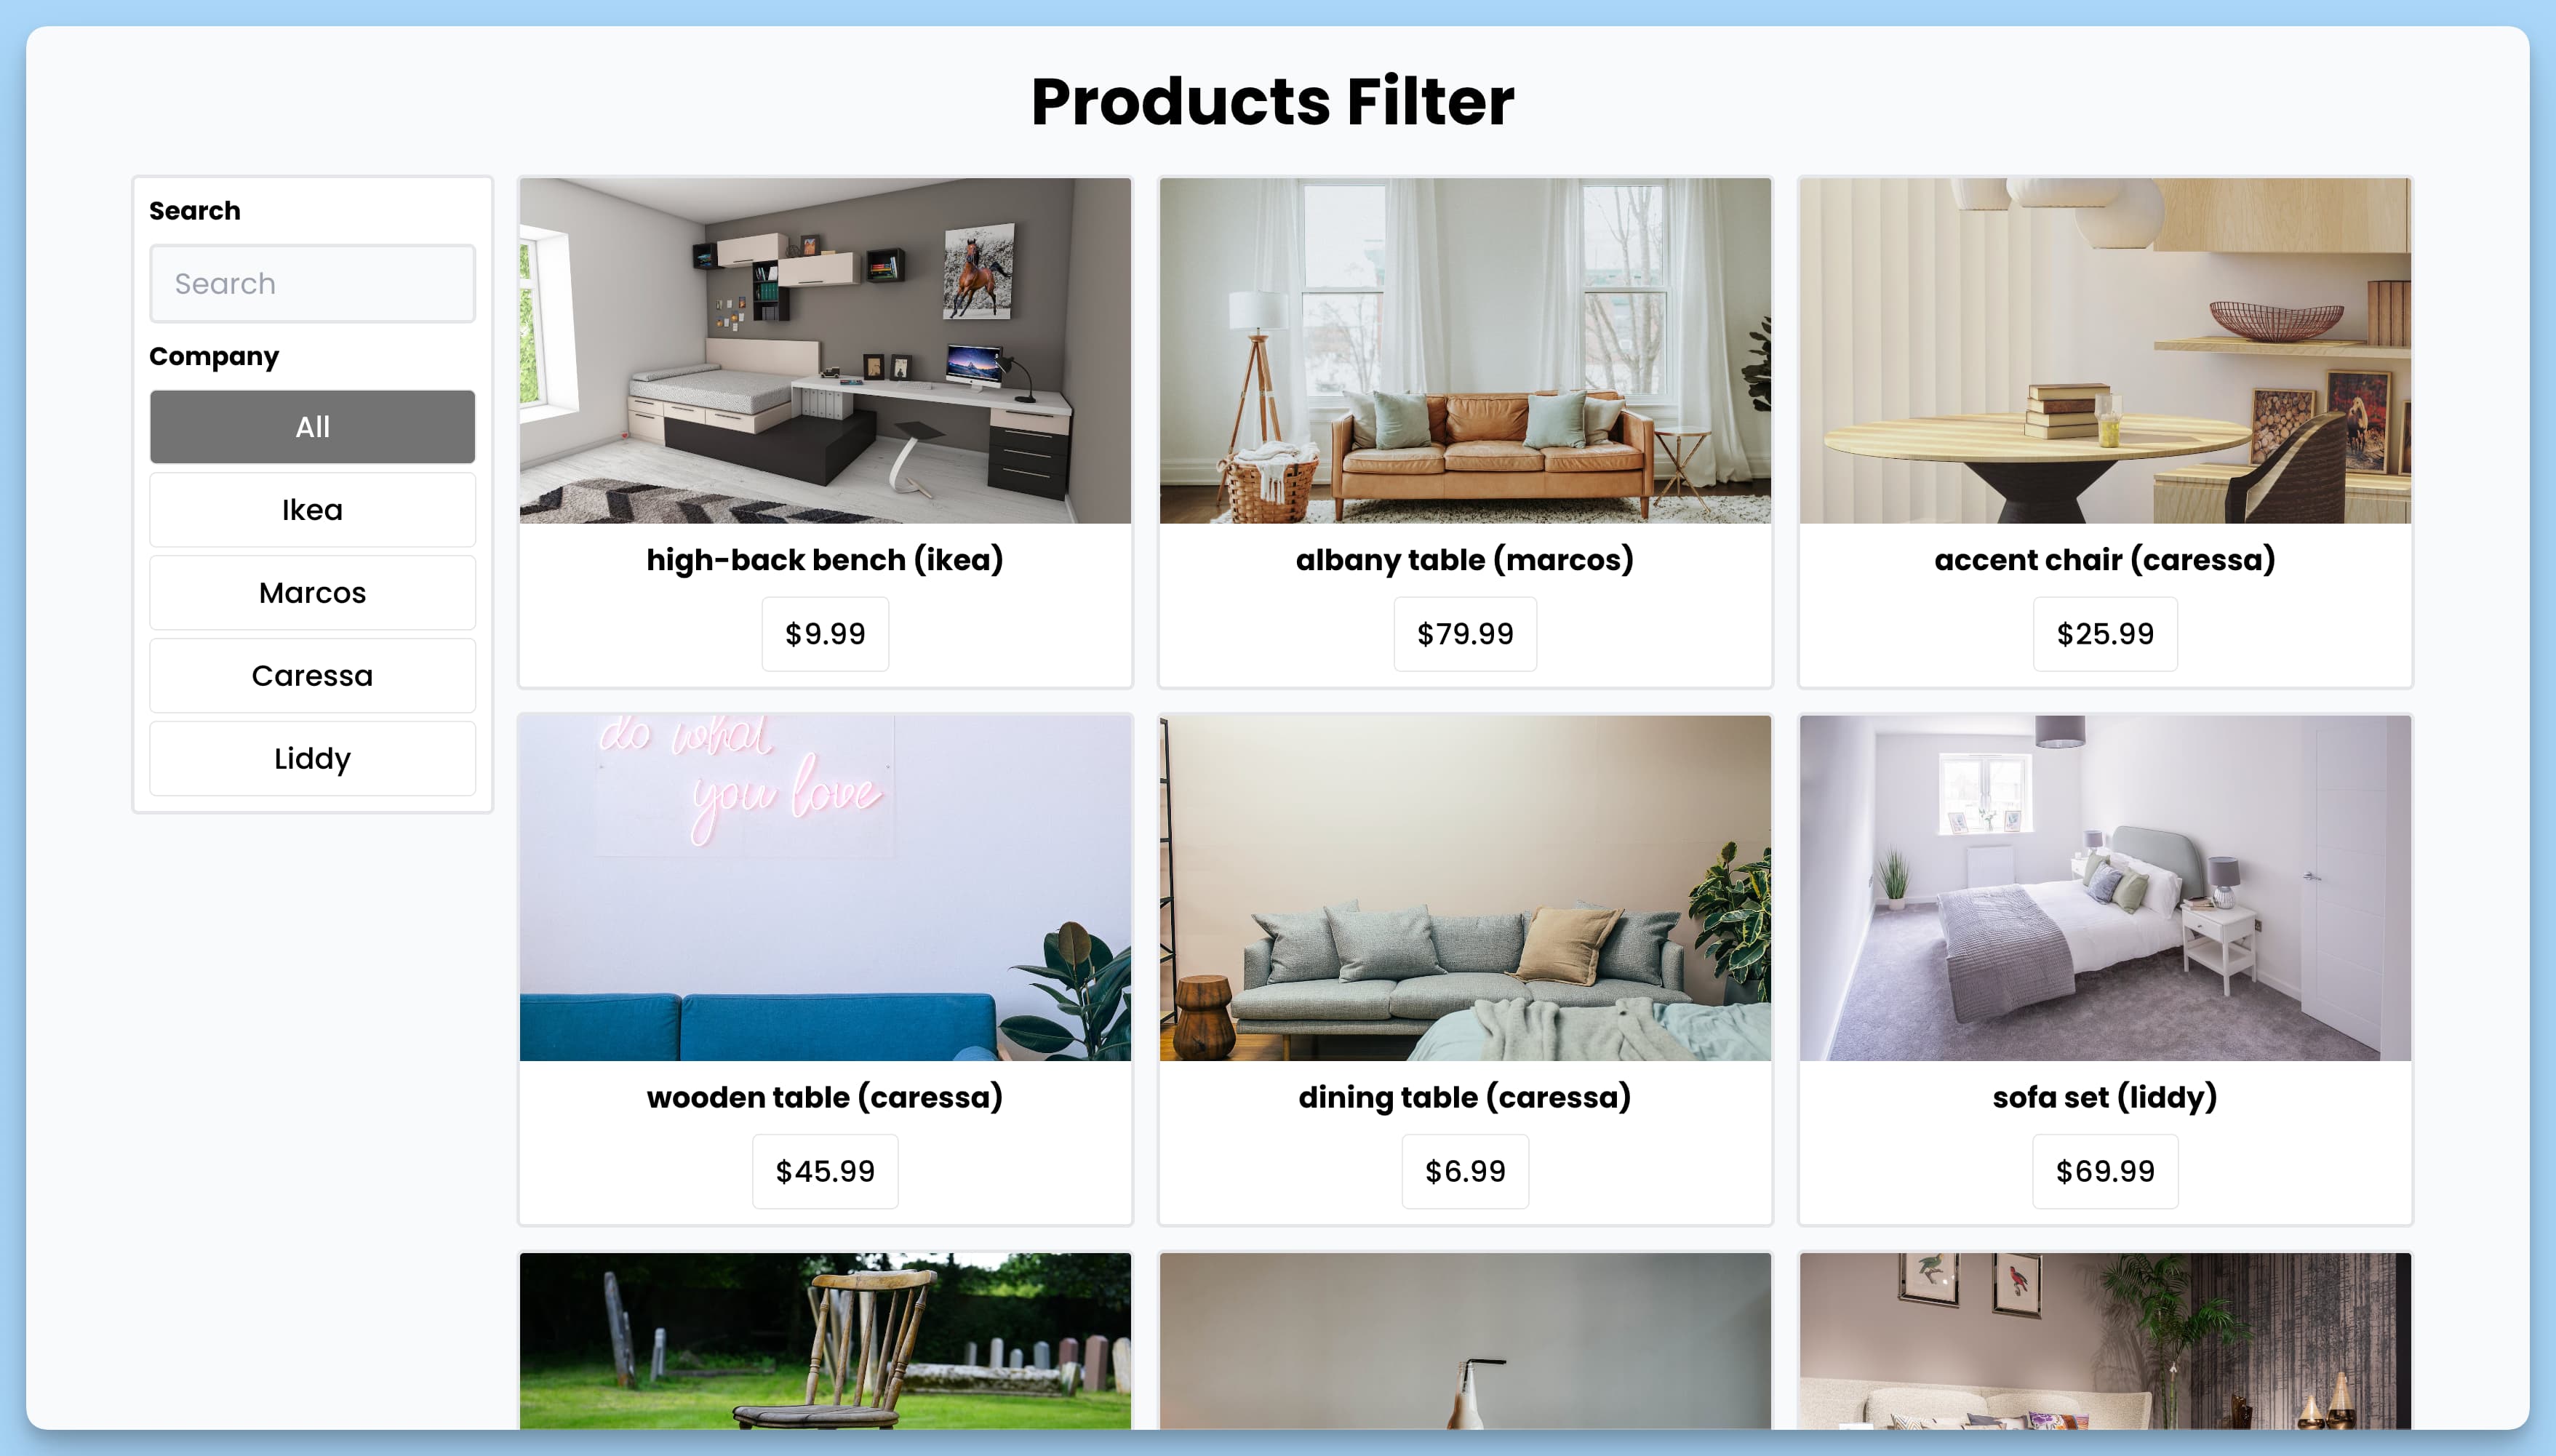 Products Filter
Search
Search
Company
All
Ikea
Marcos
Caressa
Liddy
high-back bench (ikea)
$9.99
albany table (marcos)
$79.99
accent chair (caressa)
$25.99
do what
you love
wooden table (caressa)
$45.99
dining table (caressa)
$6.99
sofa set (liddy)
$69.99